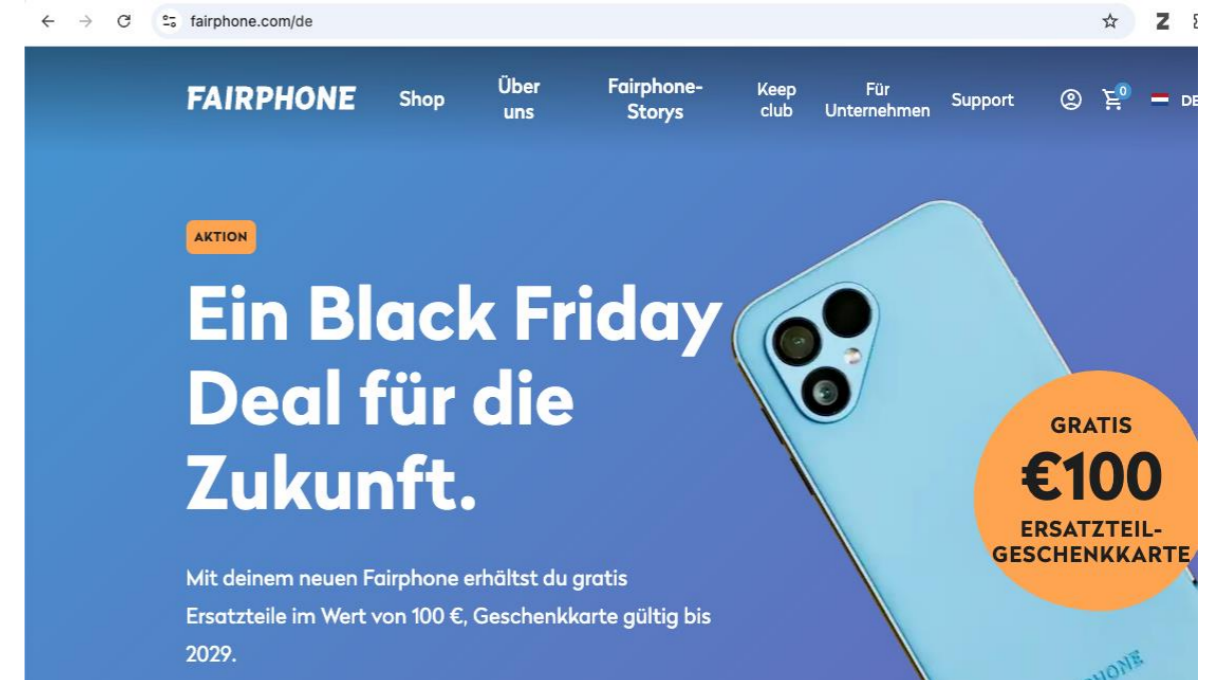 fairphone.com/de
Z
FAIRPHONE
Shop
Über
uns
Fairphone-
Storys
Keep
club
Für
Unternehmen
Support
0
DE
AKTION
Ein Black Friday
Deal für die
Zukunft.
GRATIS
€100
ERSATZTEIL-
GESCHENKKARTE
Mit deinem neuen Fairphone erhältst du gratis
Ersatzteile im Wert von 100 €, Geschenkkarte gültig bis
2029.